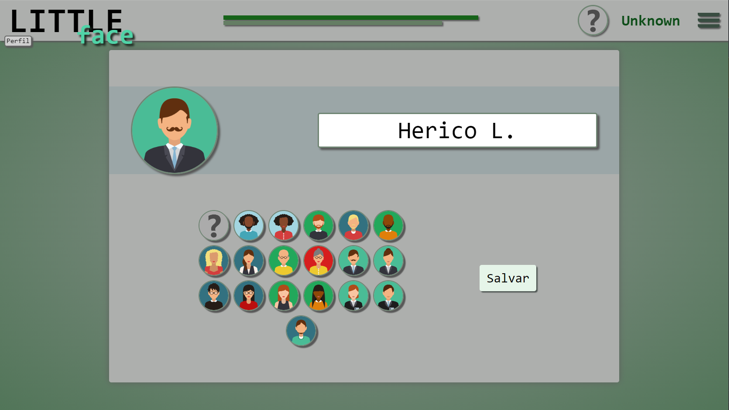 LITTLE
face
Perfil
?
Unknown
Herico L.
?
Salvar